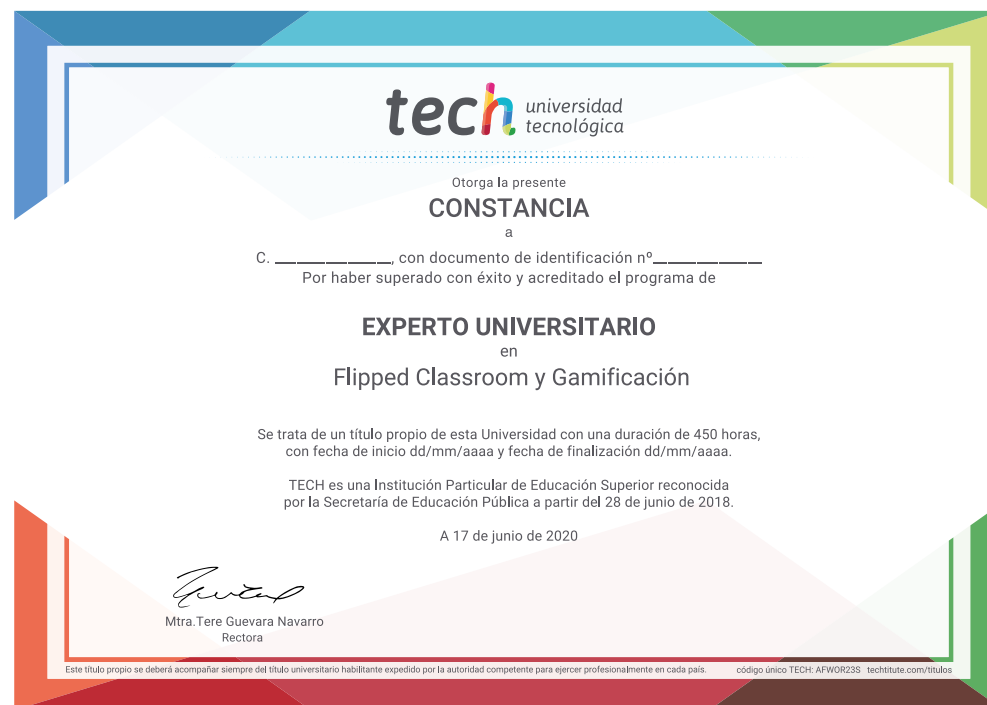 tech universidad
tecnológica
Otorga la presente
CONSTANCIA
a
C. ________________, con documento de identificación nº_______________
Por haber superado con éxito y acreditado el programa de
EXPERTO UNIVERSITARIO
en
Flipped Classroom y Gamificación
Se trata de un título propio de esta Universidad con una duración de 450 horas,
con fecha de inicio dd/mm/aaaa y fecha de finalización dd/mm/aaaa.
TECH es una Institución Particular de Educación Superior reconocida
por la Secretaría de Educación Pública a partir del 28 de junio de 2018.
A 17 de junio de 2020
Mtra.Tere Guevara Navarro
Rectora
Este título propio se deberá acompañar siempre del título universitario habilitante expedido por la autoridad competente para ejercer profesionalmente en cada país. código único TECH: AFWOR23S techtitute.com/titulos